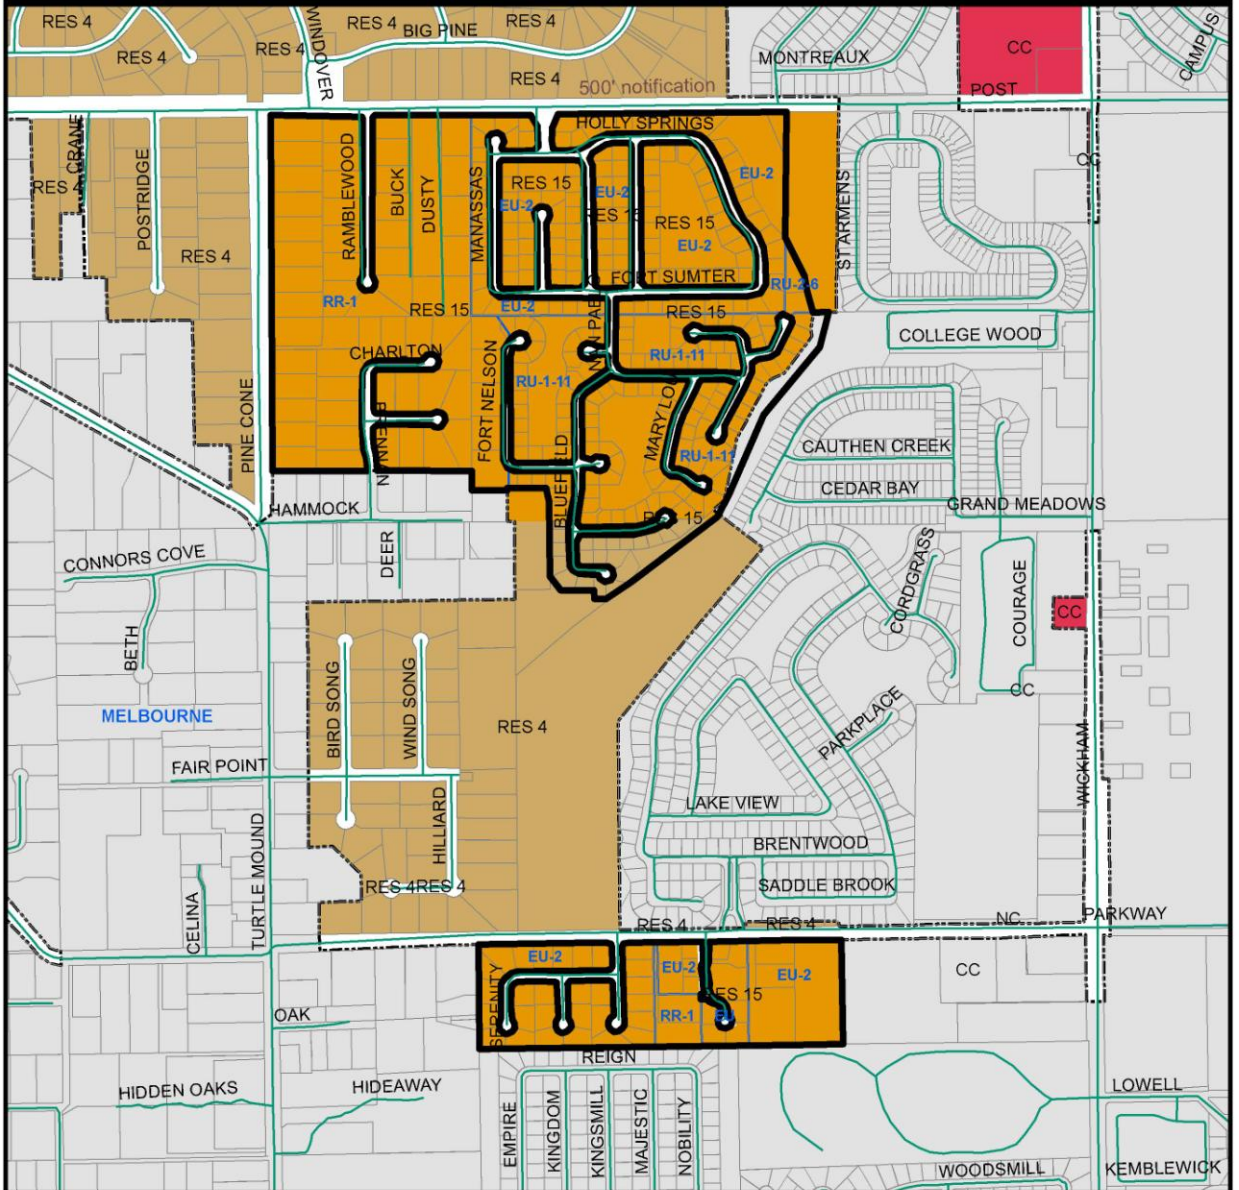 RES 4
WINDOVER
RES 4
BIG PINE
RES 4
CAMPUS
RES 4
RES 4
MONTREAUX
CC
RES 4
500' notification
POST
CRANE
HOLLY SPRINGS
RES 4
POSTRIDGE
RAMBLEWOOD
BUCK
DUSTY
MANASSAS
RES 15
EU-2
EU-2
EU-2
CC
RES 15
RES 15
EU-2
ST ARMENS
RES 4
FORT SUMTER
RU-2-6
RR-1
RES 15
EU-2
RES 15
COLLEGE WOOD
CHARLTON
FORT NELSON
RU-1-11
RU-1-11
PINE CONE
BRENNAN
BLUEFIELD
MARY LOU
RU-1-11
CAUTHEN CREEK
CEDAR BAY
GRAND MEADOWS
HAMMOCK
RES 15
CONNORS COVE
DEER
CORDGRASS
COURAGE
CC
BETH
BIRD SONG
WIND SONG
CC
MELBOURNE
RES 4
PARKPLACE
WICKHAM
FAIR POINT
HILLIARD
LAKE VIEW
TURTLE MOUND
BRENTWOOD
RES 4
RES 4
SADDLE BROOK
CELINA
RES 4
RES 4
NC
PARKWAY
EU-2
EU-2
EU-2
CC
SERENITY
RES 15
OAK
RR-1
EU
REIGN
HIDDEN OAKS
HIDEAWAY
LOWELL
EMPIRE
KINGDOM
KINGSMILL
MAJESTIC
NOBILITY
WOODSMILL
KEMBLEWICK